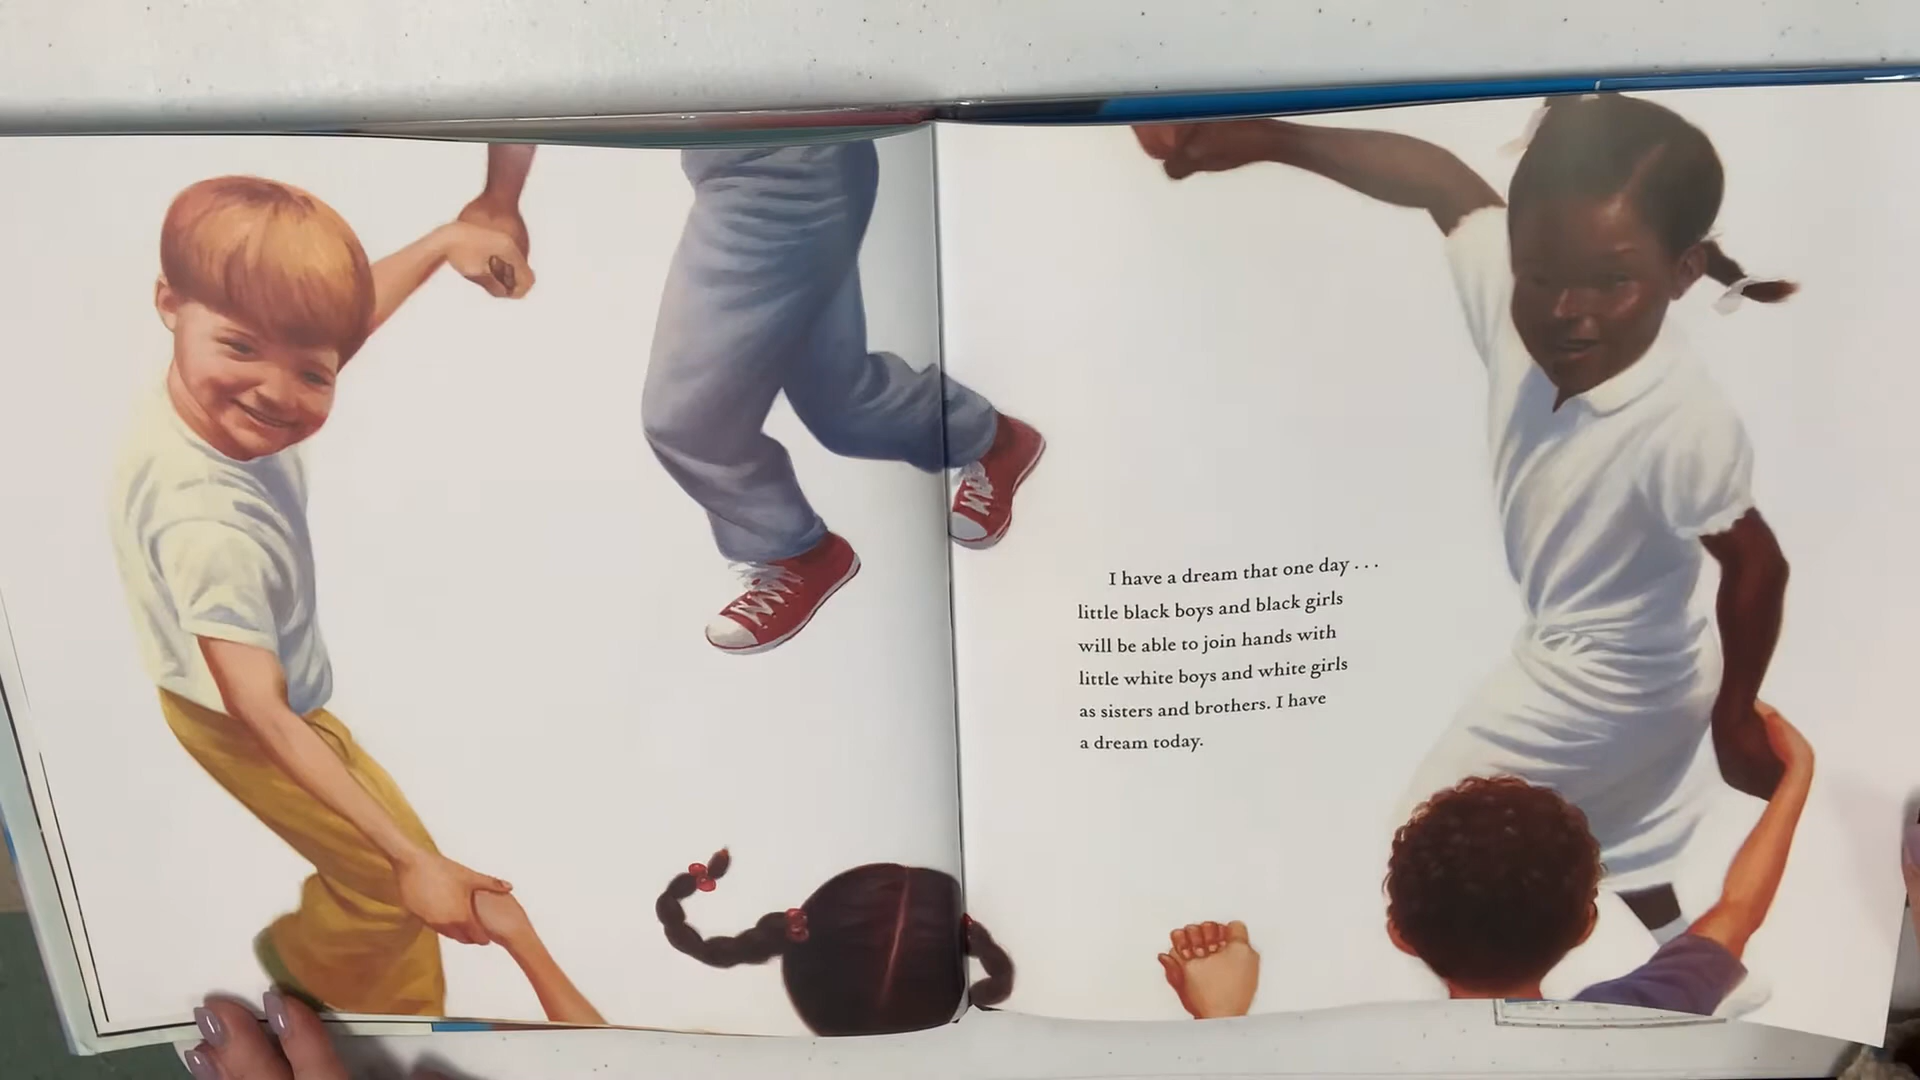 I have a dream that one day . . .
little black boys and black girls
will be able to join hands with
little white boys and white girls
as sisters and brothers. I have
a dream today.